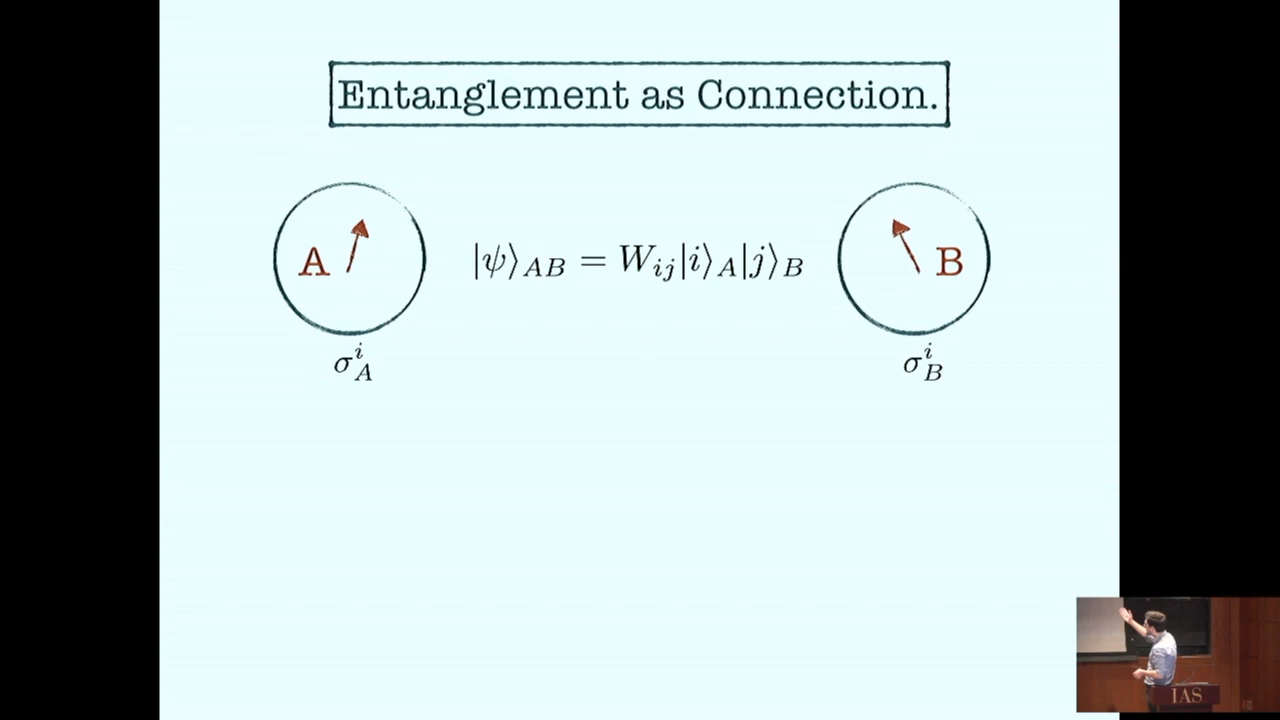 Entanglement as Connection.
A
|ψ⟩_{AB} = W_{ij}|i⟩_A|j⟩_B
B
σ^i_A
σ^i_B
IAS